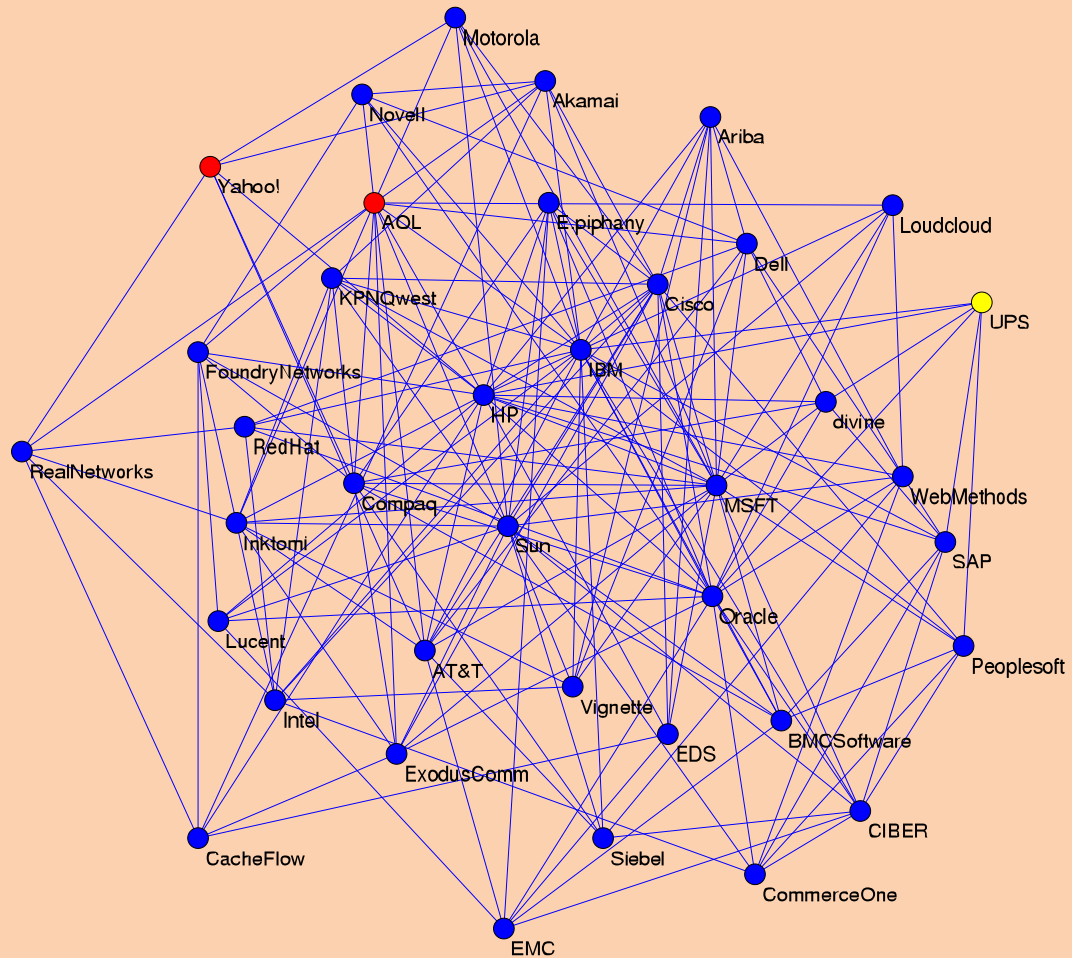 Motorola
Akamai
Novell
Ariba
Yahoo!
AOL
E.piphany
Loudcloud
Dell
KPNQwest
Cisco
UPS
FoundryNetworks
IBM
HP
divine
RedHat
RealNetworks
Compaq
MSFT
WebMethods
Inktomi
Sun
SAP
Oracle
Lucent
AT&T
Peoplesoft
Vignette
Intel
BMCSoftware
EDS
ExodusComm
CIBER
CacheFlow
Siebel
CommerceOne
EMC